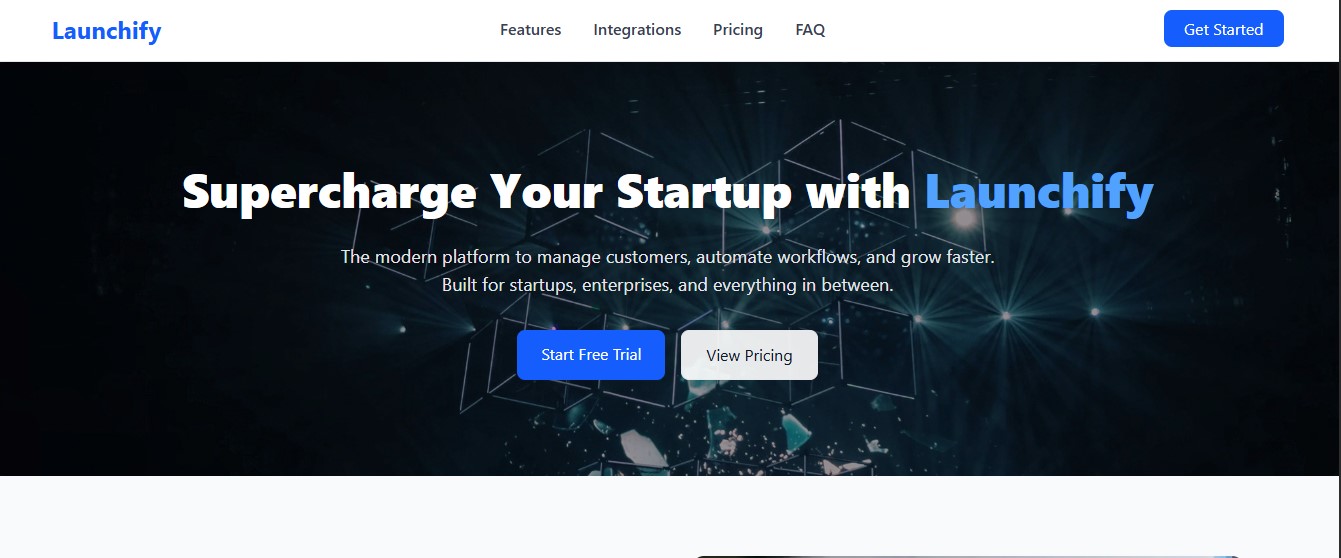 Launchify
Features
Integrations
Pricing
FAQ
Get Started
Supercharge Your Startup with Launchify
The modern platform to manage customers, automate workflows, and grow faster.
Built for startups, enterprises, and everything in between.
Start Free Trial
View Pricing